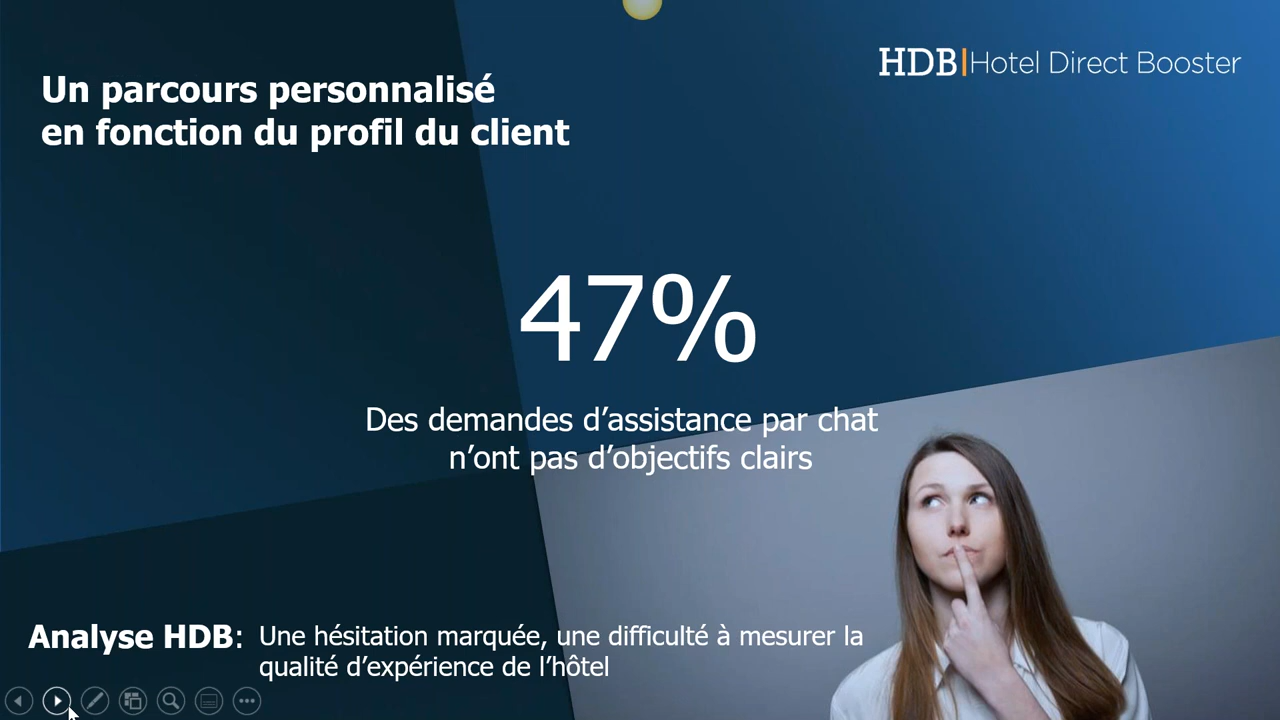 HDB|Hotel Direct Booster
Un parcours personnalisé
en fonction du profil du client
47%
Des demandes d’assistance par chat
n’ont pas d’objectifs clairs
Analyse HDB: Une hésitation marquée, une difficulté à mesurer la
qualité d’expérience de l’hôtel